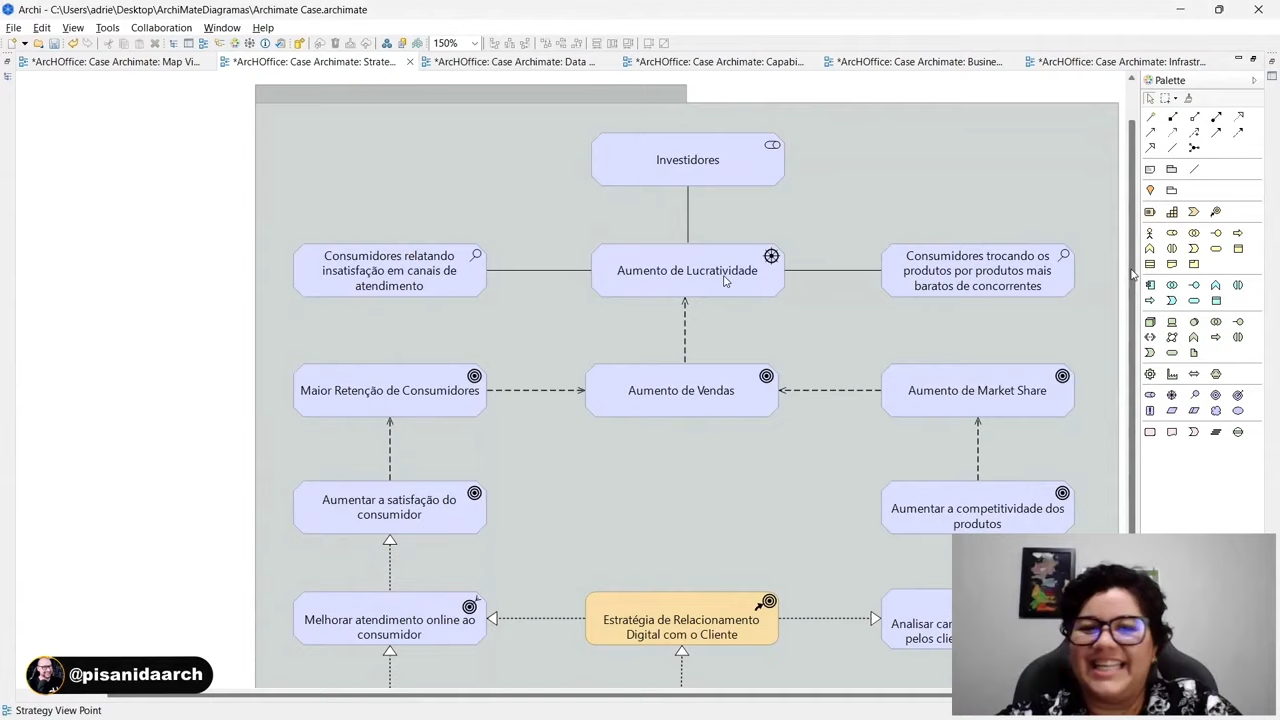 Archi - C:\Users\adrie\Desktop\ArchiMateDiagramas\Archimate Case.archimate
File Edit View Tools Collaboration Window Help
150%
*ArchOffice: Case Archimate: Map Vi...
*ArcHOffice: Case Archimate: Strate...
*ArcHOffice: Case Archimate: Data ...
*ArcHOffice: Case Archimate: Capabi...
*ArcHOffice: Case Archimate: Busine...
*ArcHOffice: Case Archimate: Infrastr...
Palette
Investidores
Consumidores relatando
insatisfação em canais de
atendimento
Aumento de Lucratividade
Consumidores trocando os
produtos por produtos mais
baratos de concorrentes
Maior Retenção de Consumidores
Aumento de Vendas
Aumento de Market Share
Aumentar a satisfação do
consumidor
Aumentar a competitividade dos
produtos
Melhorar atendimento online ao
consumidor
Estratégia de Relacionamento
Digital com o Cliente
Analisar
pelos
@pisanidaarch
Strategy View Point